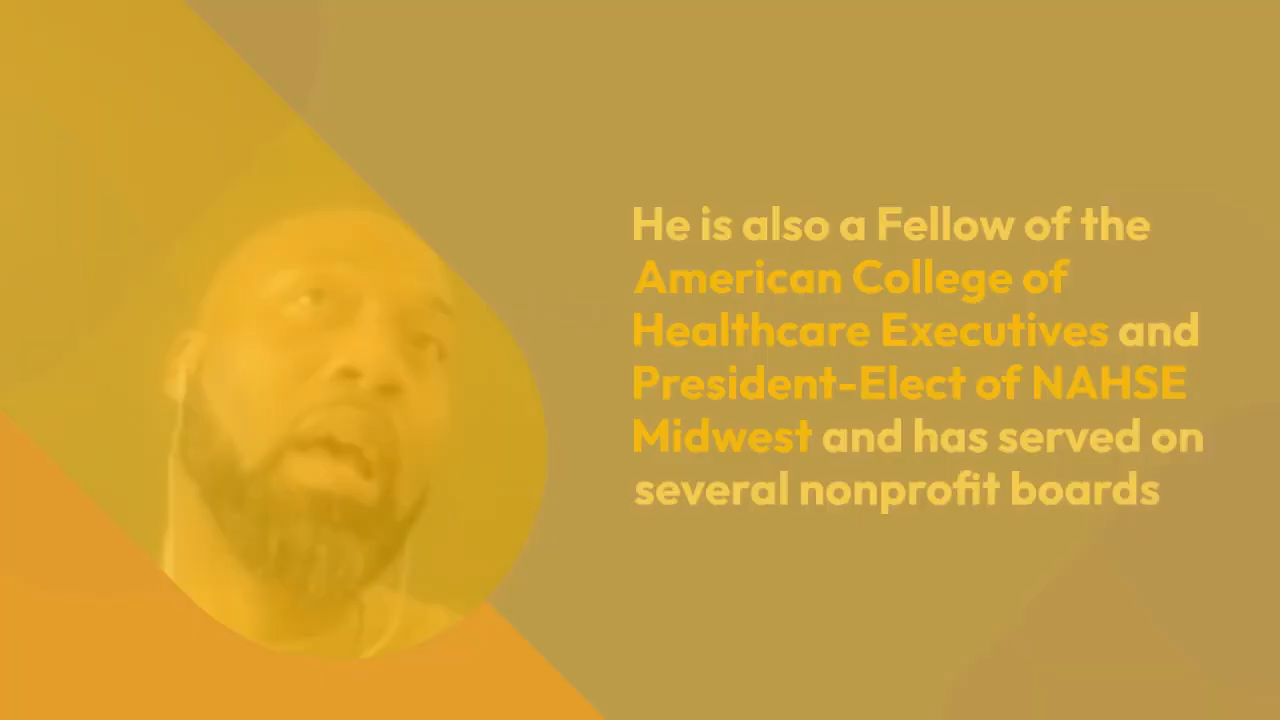 He is also a Fellow of the
American College of
Healthcare Executives and
President-Elect of NAHSE
Midwest and has served on
several nonprofit boards